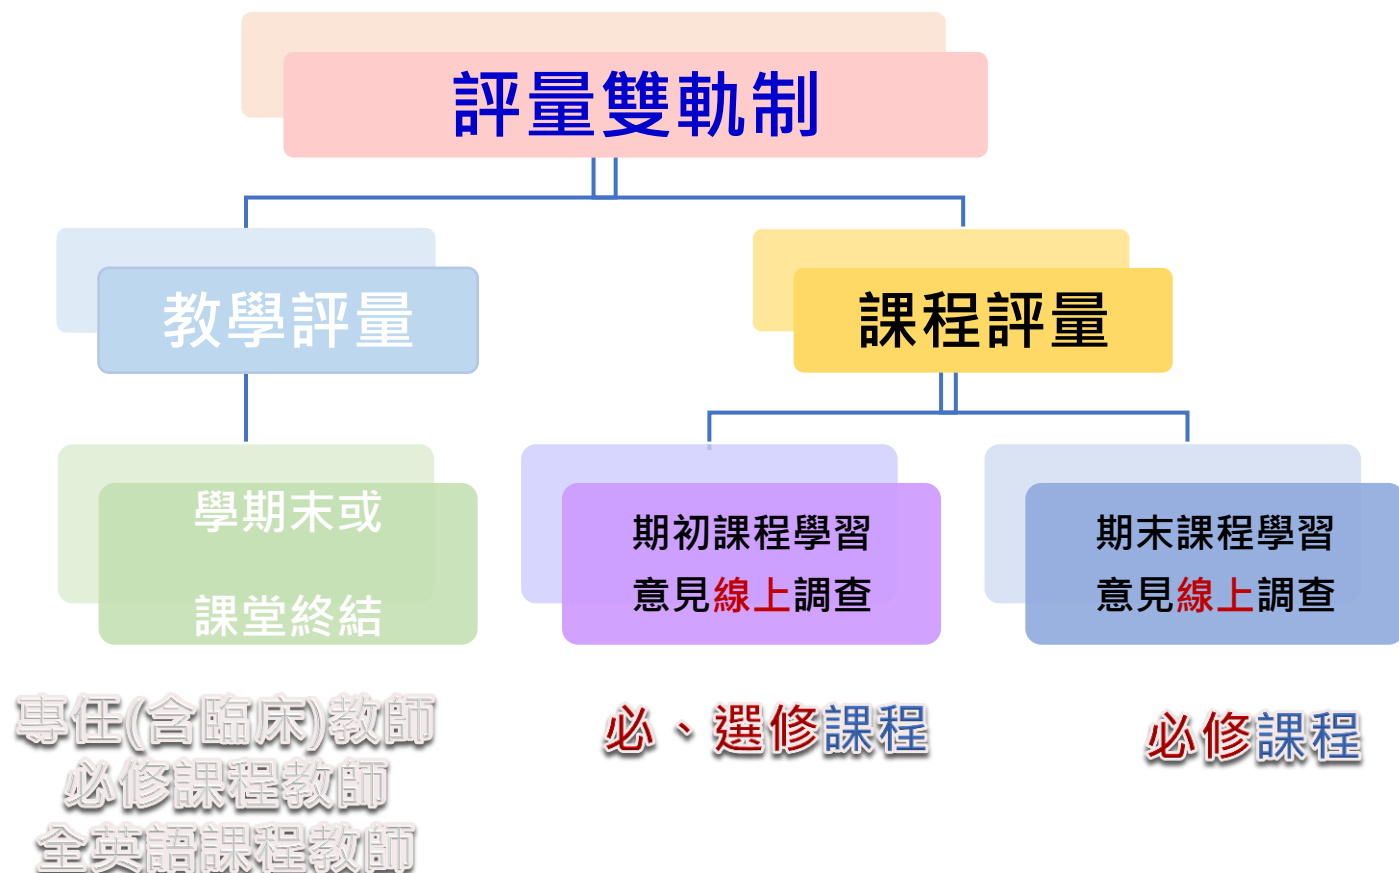 評量雙軌制
教學評量
課程評量
學期末或
課堂終結
期初課程學習
意見線上調查
期末課程學習
意見線上調查
專任(含臨床)教師
必修課程教師
全英語課程教師
必、選修課程
必修課程